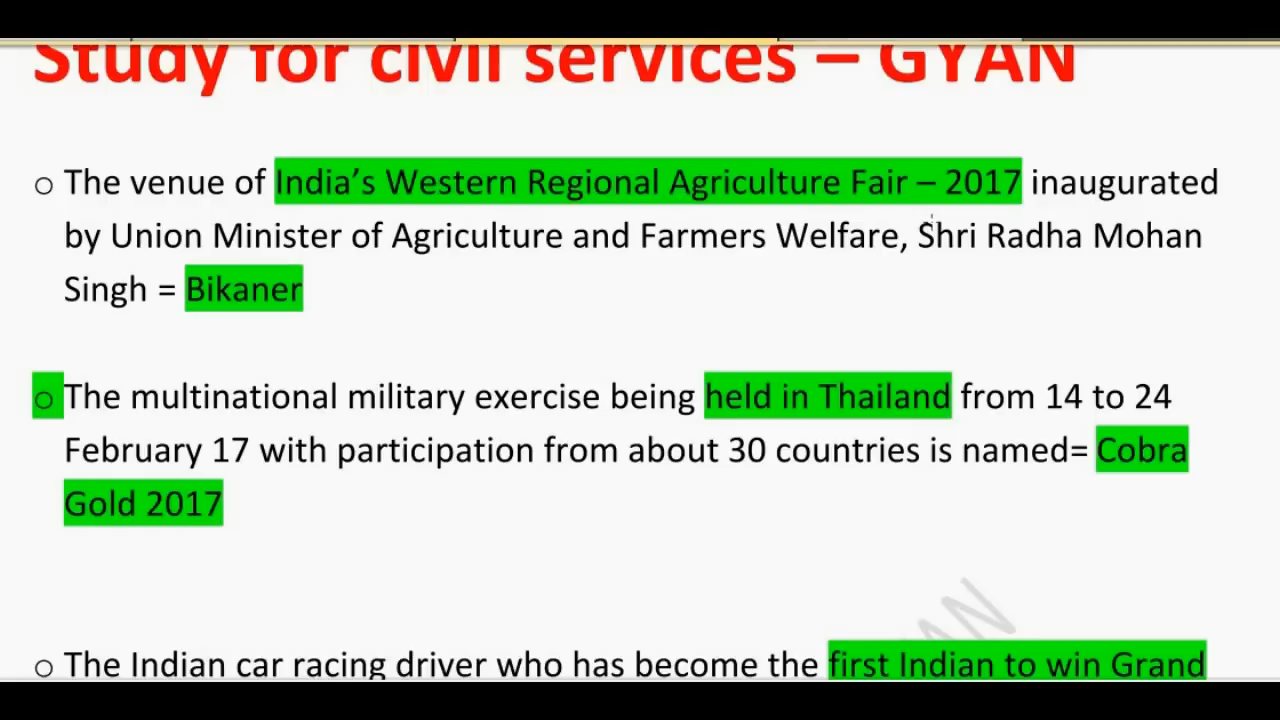 Study for civil services – GYAN
○ The venue of India’s Western Regional Agriculture Fair – 2017 inaugurated
by Union Minister of Agriculture and Farmers Welfare, Shri Radha Mohan
Singh = Bikaner
○ The multinational military exercise being held in Thailand from 14 to 24
February 17 with participation from about 30 countries is named= Cobra
Gold 2017
○ The Indian car racing driver who has become the first Indian to win Grand